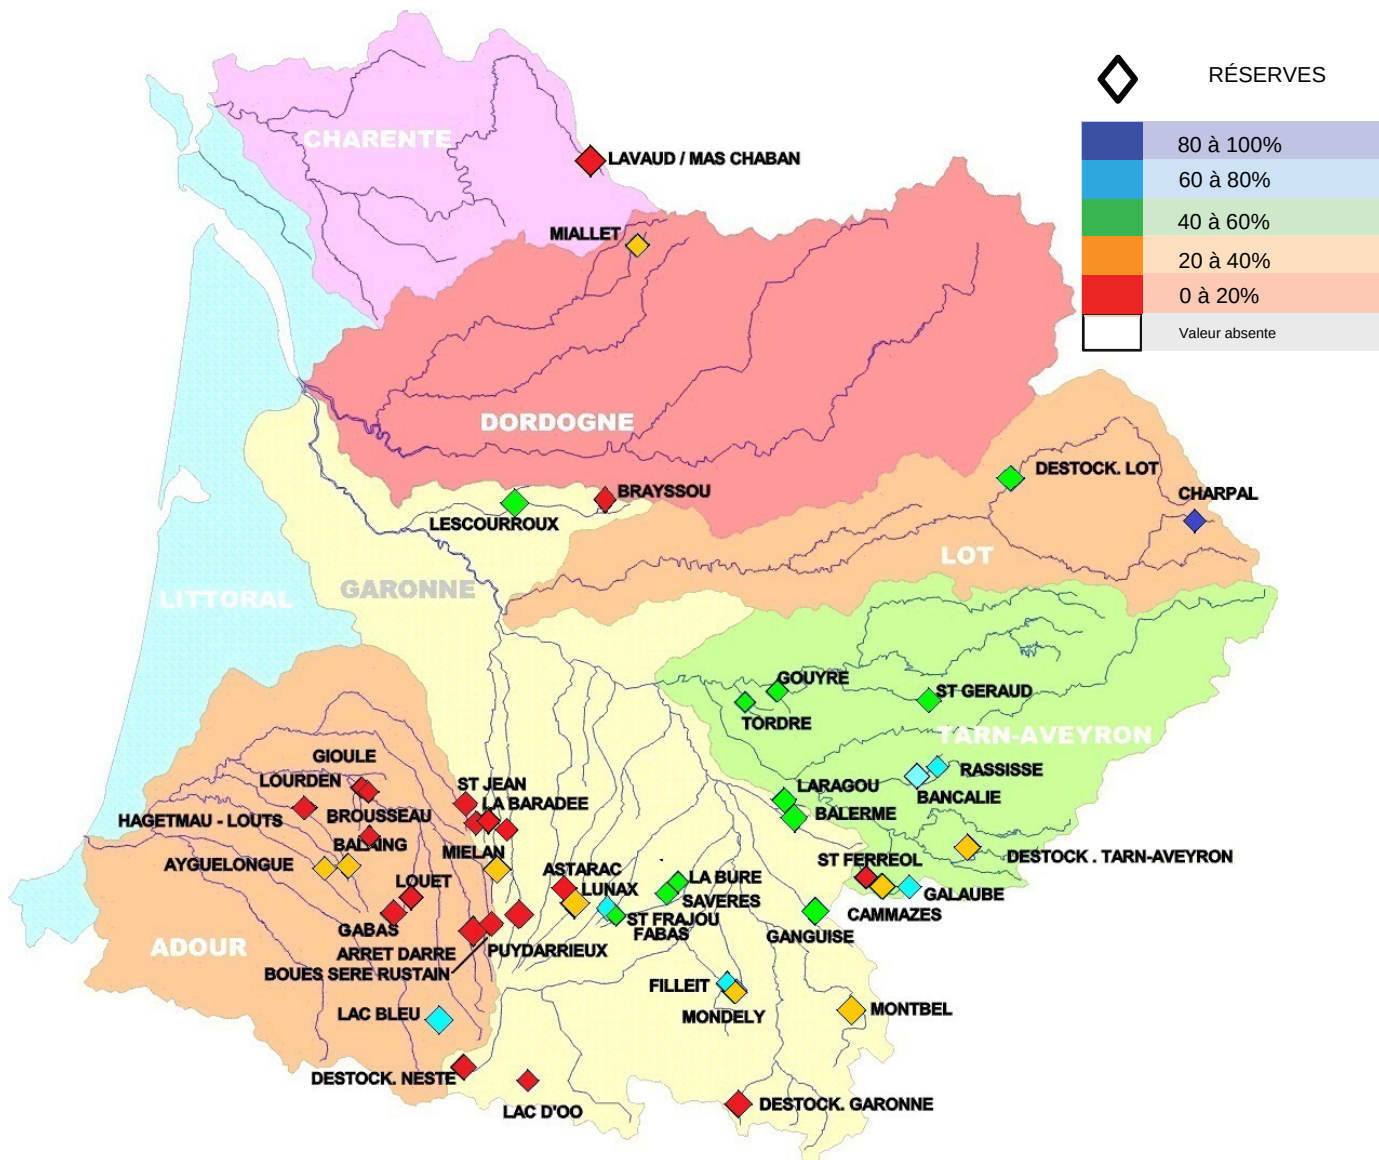 RÉSERVES
80 à 100%
60 à 80%
40 à 60%
20 à 40%
0 à 20%
Valeur absente
CHARENTE
LAVAUD / MAS CHABAN
MIALLET
DORDOGNE
DESTOCK. LOT
BRAYSSOU
CHARPAL
LESCOURROUX
LOT
GARONNE
LITTORAL
GOUYRE
ST GERAUD
TORDRE
TARN-AVEYRON
GIOULE
RASSISSE
LOURDEN
ST JEAN
LARAGOU
BANCALIE
LA BARADEE
HAGETMAU - LOUTS
BROUSSEAU
BALERME
BALAING
MIELAN
AYGUELONGUE
ASTARAC
ST FERREOL
DESTOCK . TARN-AVEYRON
LOUET
LUNAX
LA BURE
GALAUBE
SAVERES
CAMMAZES
ST FRAJOU
GABAS
FABAS
GANGUISE
ADOUR
ARRET DARRE
PUYDARRIEUX
BOUES SERE RUSTAIN
FILLEIT
LAC BLEU
MONDELY
MONTBEL
DESTOCK. NESTE
LAC D'OO
DESTOCK. GARONNE